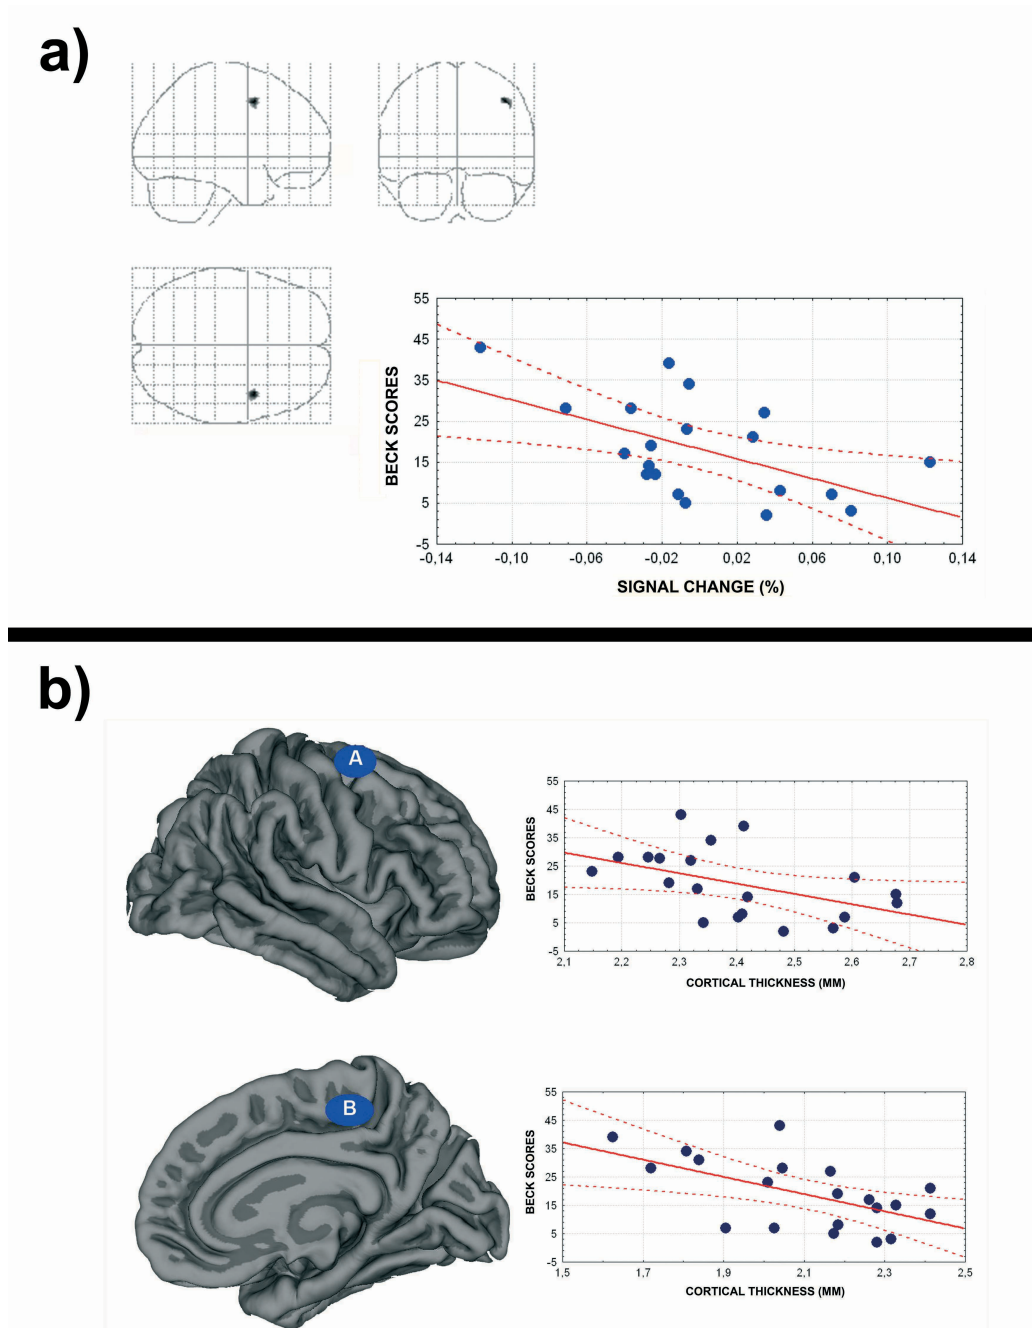 a)
55
45
35
25
15
5
-5
BECK SCORES
-0,14 -0,10 -0,06 -0,02 0,02 0,06 0,10 0,14
SIGNAL CHANGE (%)
b)
A
55
45
35
25
15
5
-5
BECK SCORES
2,1 2,2 2,3 2,4 2,5 2,6 2,7 2,8
CORTICAL THICKNESS (MM)
B
55
45
35
25
15
5
-5
BECK SCORES
1,5 1,7 1,9 2,1 2,3 2,5
CORTICAL THICKNESS (MM)